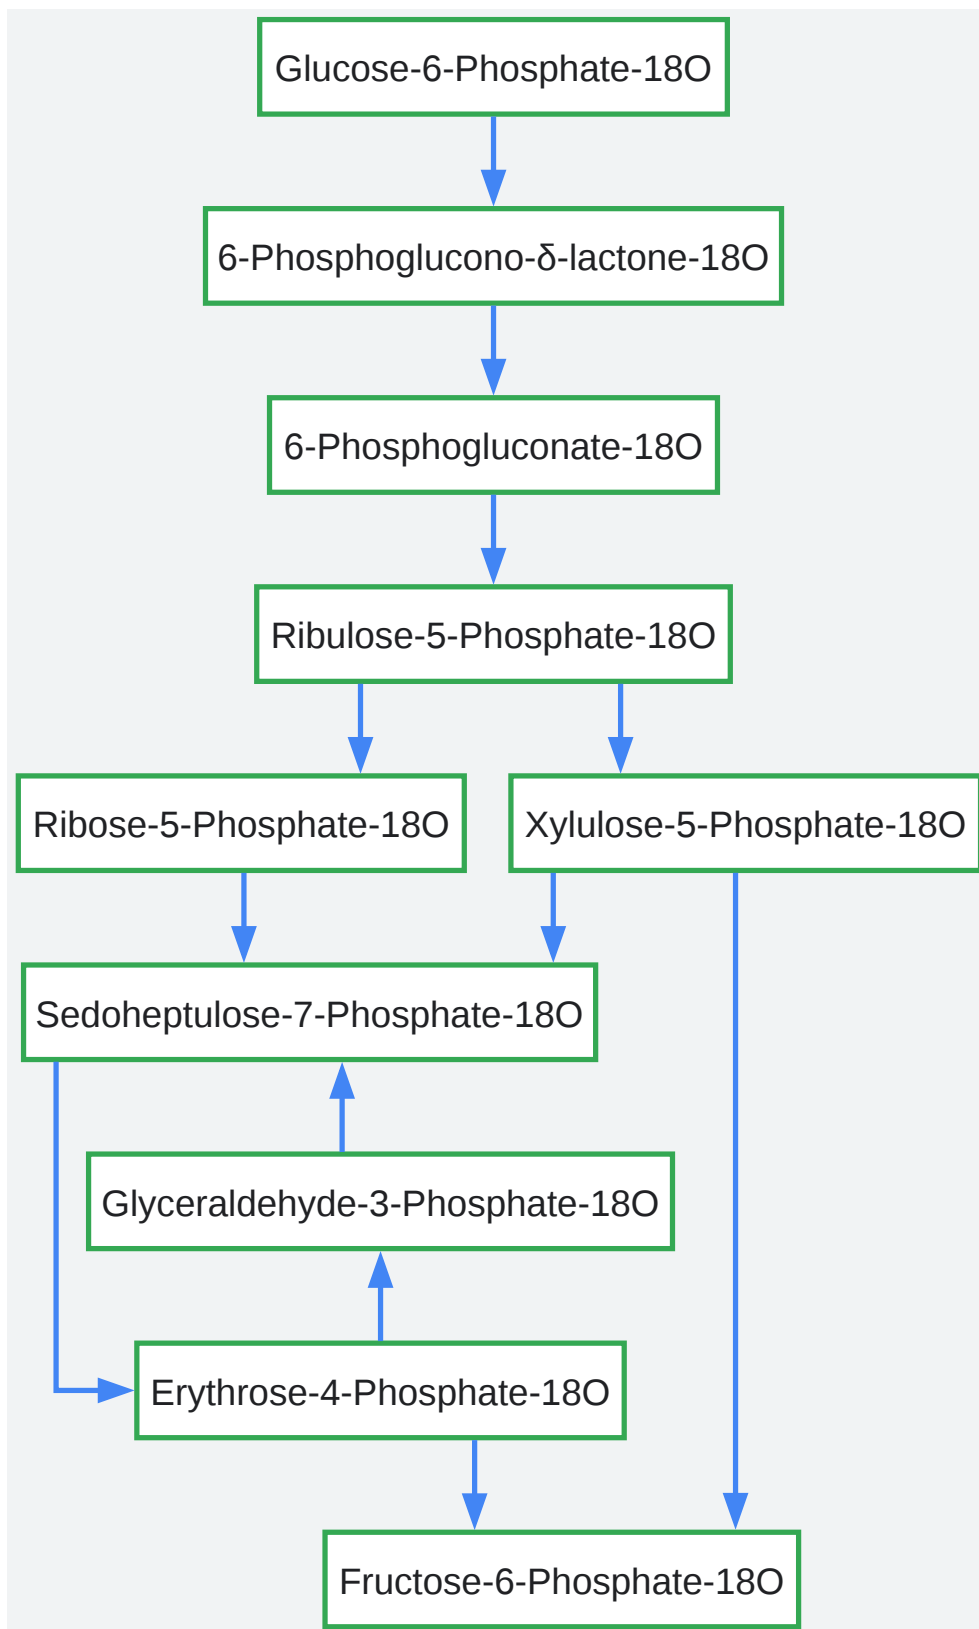 Glucose-6-Phosphate-18O
6-Phosphoglucono-δ-lactone-18O
6-Phosphogluconate-18O
Ribulose-5-Phosphate-18O
Ribose-5-Phosphate-18O
Xylulose-5-Phosphate-18O
Sedoheptulose-7-Phosphate-18O
Glyceraldehyde-3-Phosphate-18O
Erythrose-4-Phosphate-18O
Fructose-6-Phosphate-18O